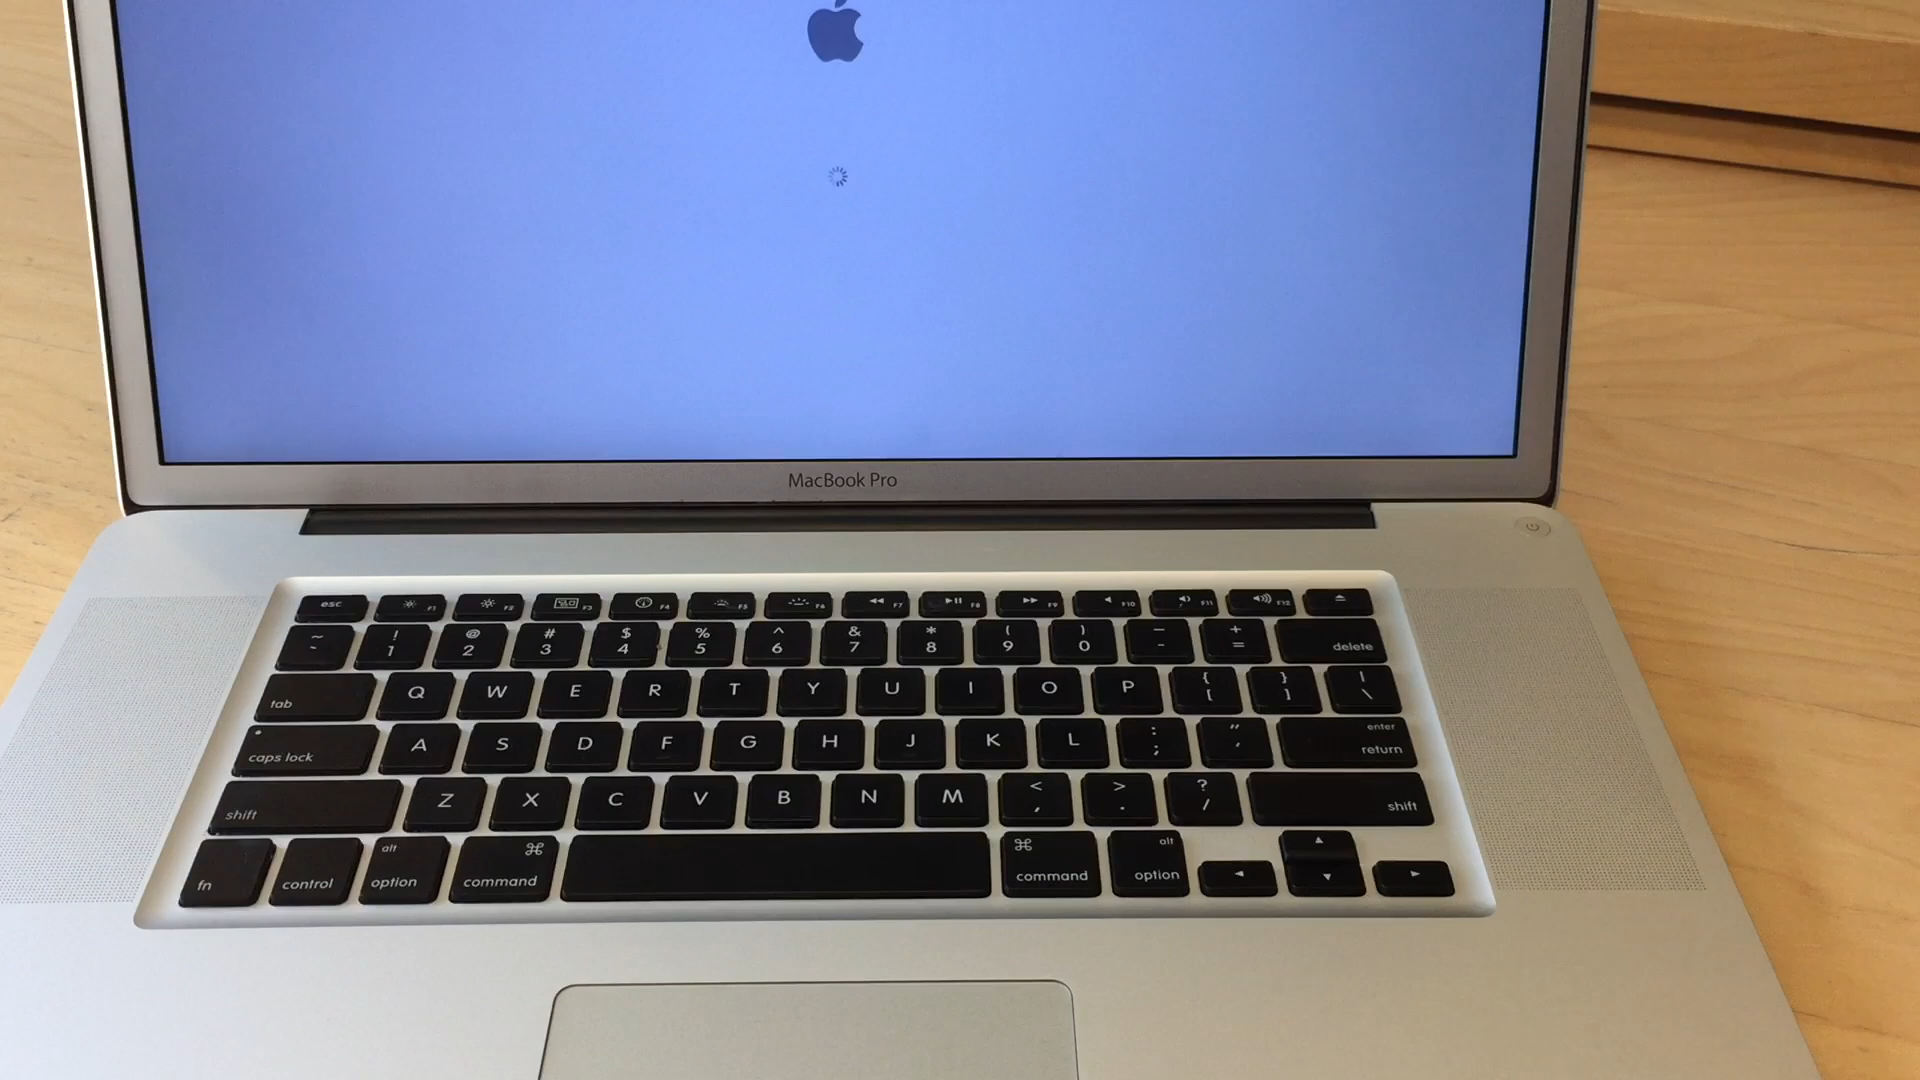 MacBook Pro
esc F1 F2 F3 F4 F5 F6 F7 F8 F9 F10 F11 F12
~ ! @ # $ % ^ & * ( ) _ +
` 1 2 3 4 5 6 7 8 9 0 - = delete
tab Q W E R T Y U I O P { [ } ] | \
caps lock A S D F G H J K L : ; " ' enter return
shift Z X C V B N M < , > . ? / shift
fn control alt option ⌘ command ⌘ command alt option